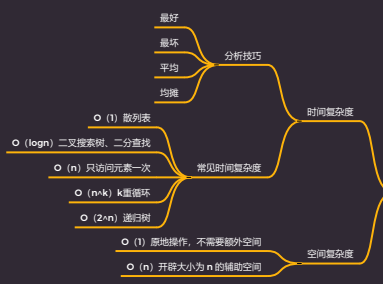 最好
最坏
平均
均摊
分析技巧
时间复杂度
O（1）散列表
O（logn）二叉搜索树、二分查找
O（n）只访问元素一次
O（n^k）k重循环
O（2^n）递归树
常见时间复杂度
O（1）原地操作，不需要额外空间
O（n）开辟大小为 n 的辅助空间
空间复杂度